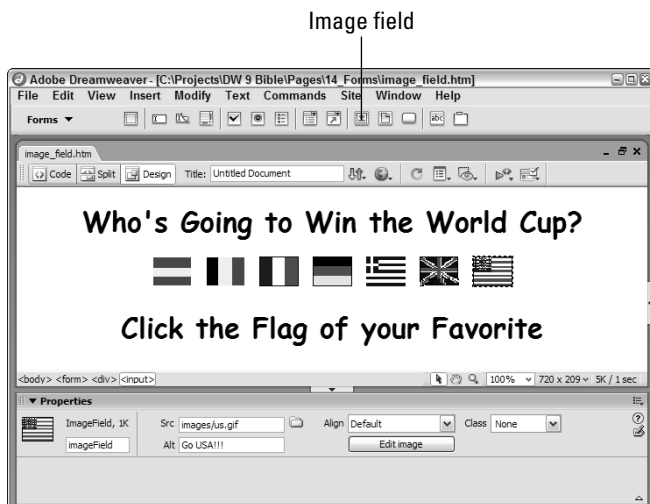 Image field
Adobe Dreamweaver - [C:\Projects\DW 9 Bible\Pages\14_Forms\image_field.htm]
File Edit View Insert Modify Text Commands Site Window Help
Forms
abc
image_field.htm
Code Split Design Title: Untitled Document
Who's Going to Win the World Cup?
Click the Flag of your Favorite
<body> <form> <div> <input> 100% 720 x 209 5K / 1 sec
Properties
ImageField, 1K Src images/us.gif Align Default Class None
imageField Alt Go USA!!! Edit image